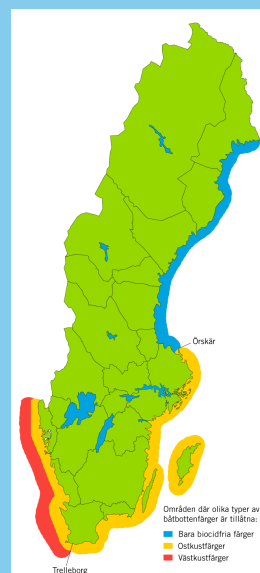 Örskär
Områden där olika typer av
båtbottenfärger är tillåtna:
Bara biocidfria färger
Ostkustfärger
Västkustfärger
Trelleborg